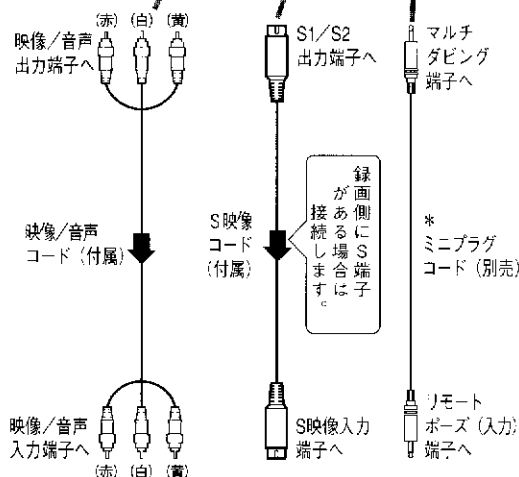 (赤) (白) (黄)
映像/音声
出力端子へ
S1/S2
出力端子へ
マルチ
ダビング
端子へ
映像/音声
コード(付属)
S映像
コード
(付属)
録画側にS端子
がある場合は
接続します。
*
ミニプラグ
コード(別売)
映像/音声
入力端子へ
(赤) (白) (黄)
S映像入力
端子へ
リモート
ポーズ(入力)
端子へ